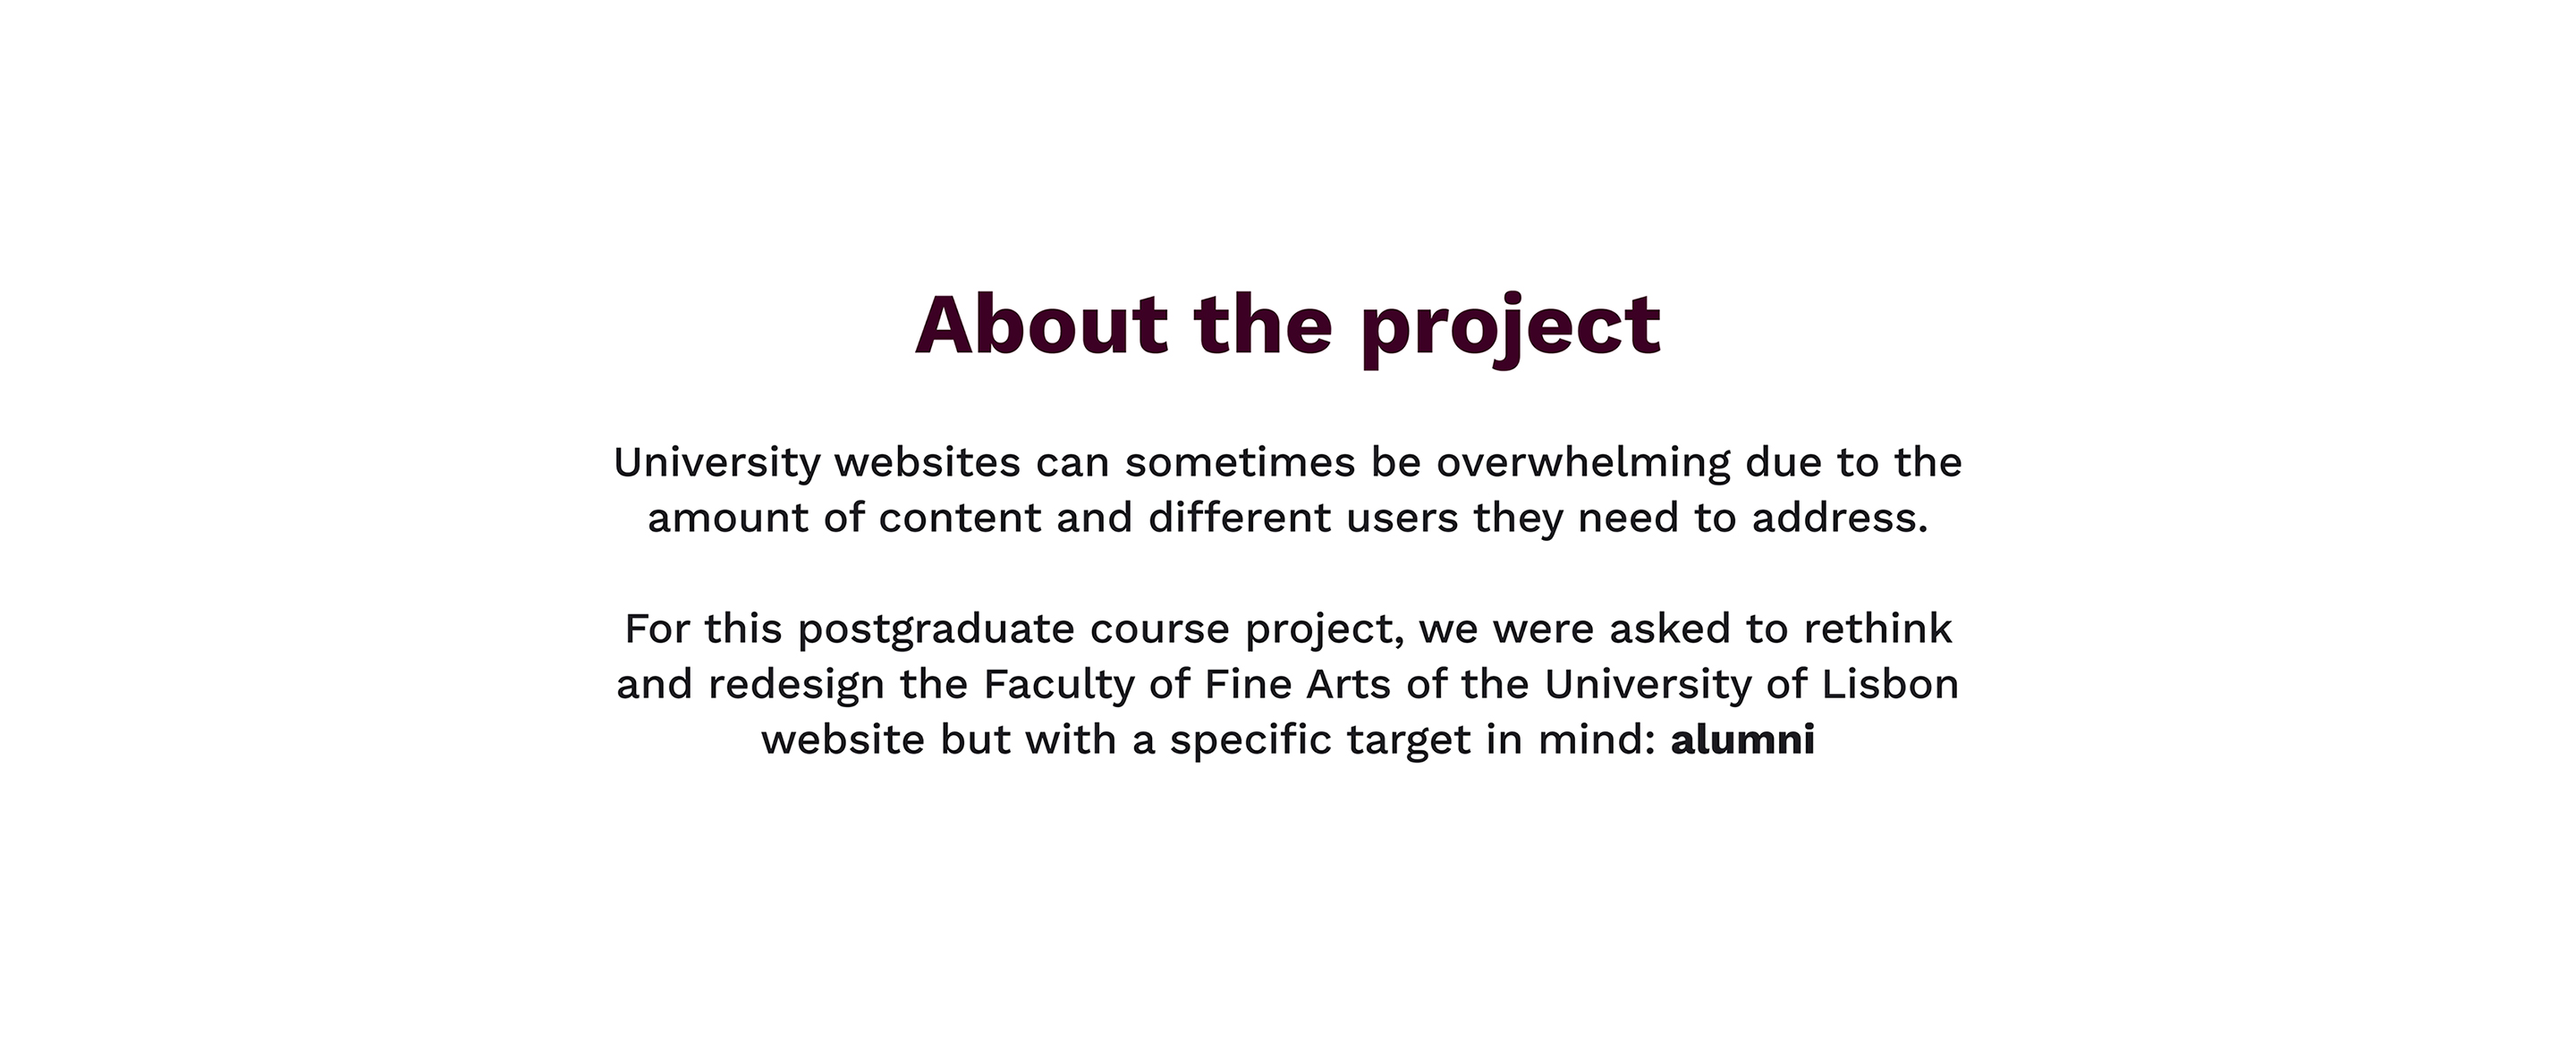 About the project
University websites can sometimes be overwhelming due to the
amount of content and different users they need to address.
For this postgraduate course project, we were asked to rethink
and redesign the Faculty of Fine Arts of the University of Lisbon
website but with a specific target in mind: alumni